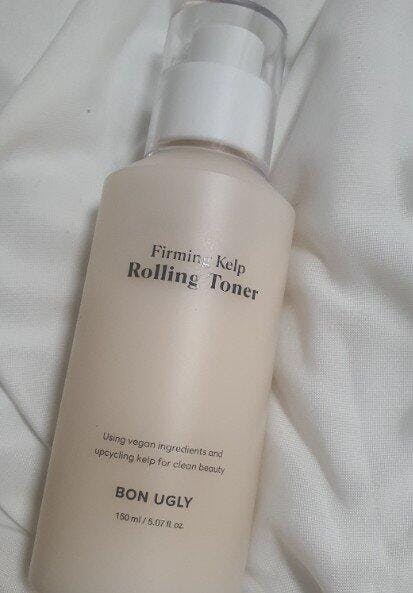 Firming Kelp
Rolling Toner
Using vegan ingredients and
upcycling kelp for clean beauty
BON UGLY
150 ml / 5.07 fl. oz.